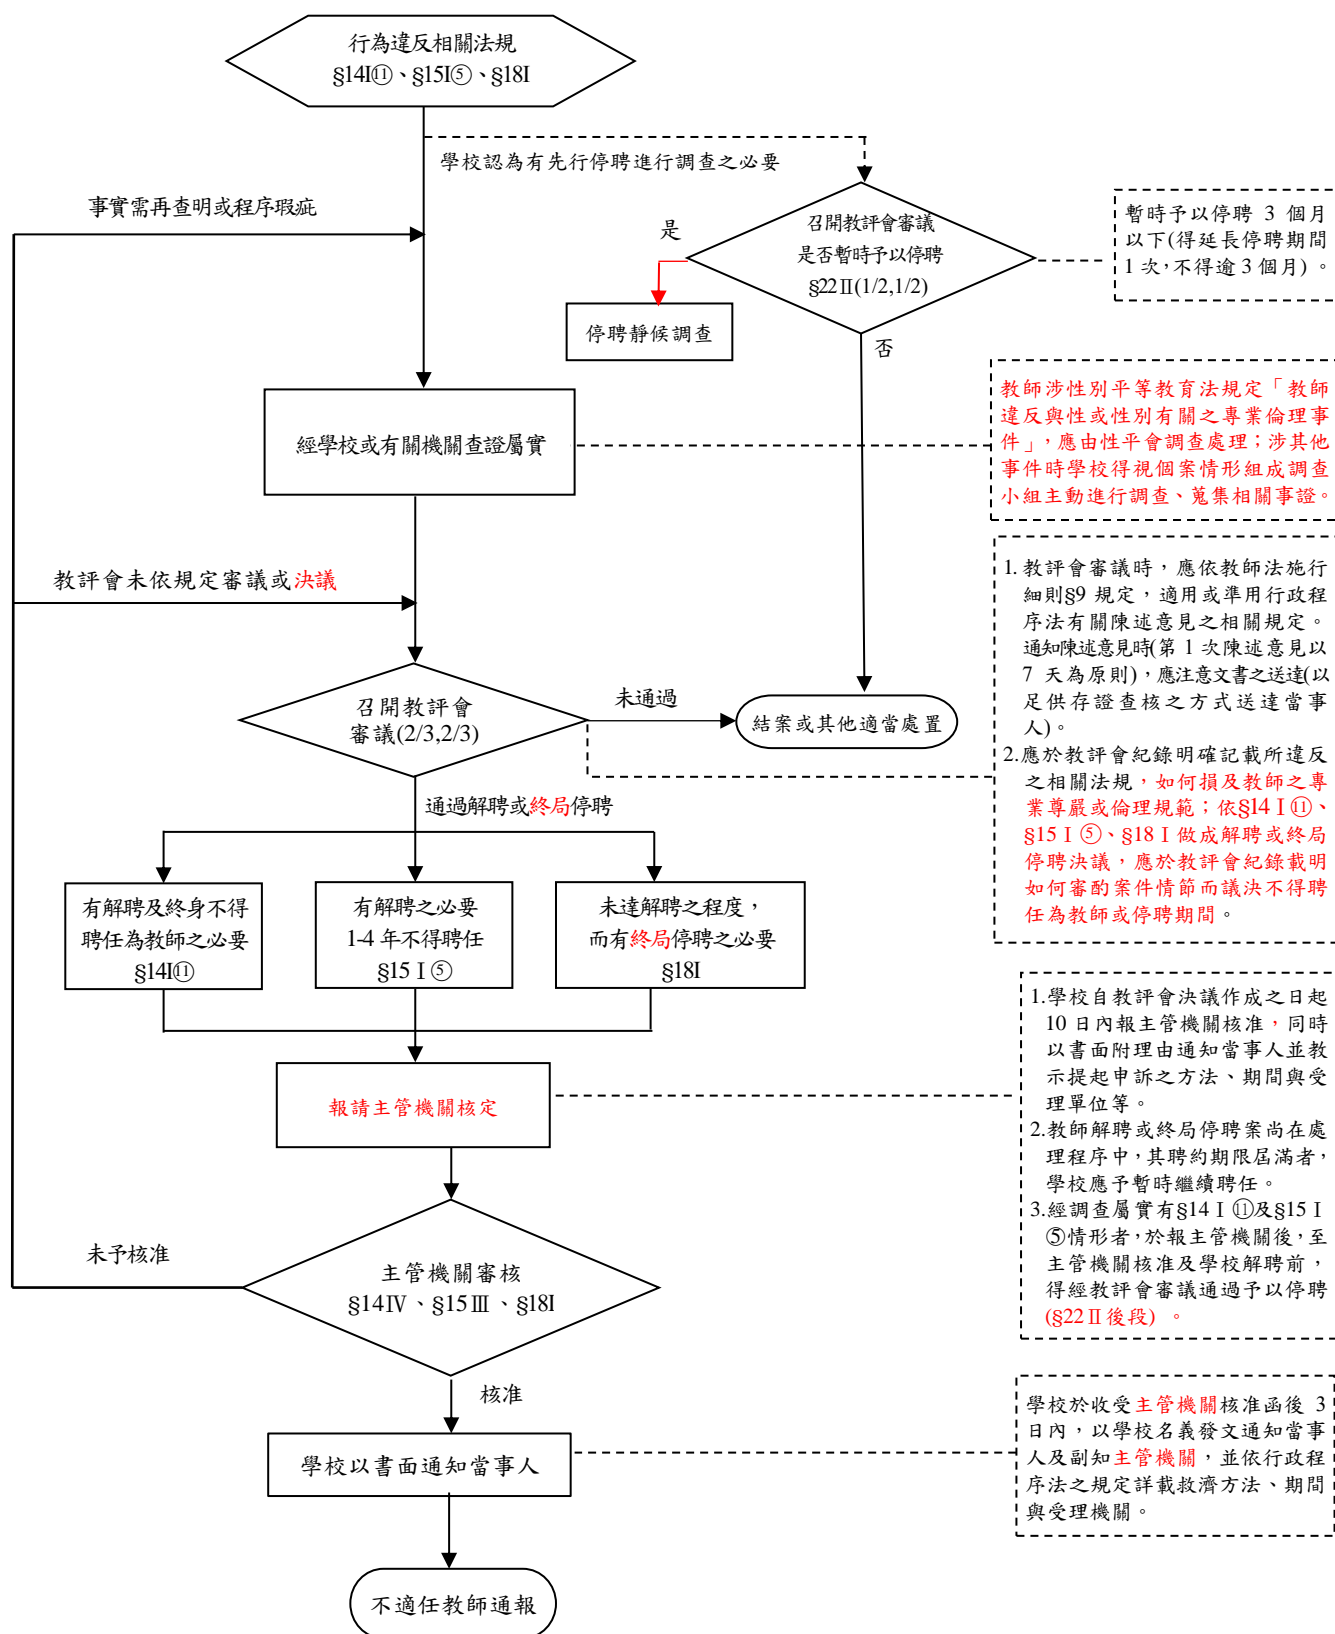 行為違反相關法規
§14I⑪、§15I⑤、§18I
學校認為有先行停聘進行調查之必要
事實需再查明或程序瑕疵
召開教評會審議
是否暫時予以停聘
§22Ⅱ(1/2,1/2)
是
否
暫時予以停聘 3 個月
以下(得延長停聘期間
1 次,不得逾 3 個月) 。
停聘靜候調查
經學校或有關機關查證屬實
教師涉性別平等教育法規定「教師
違反與性或性別有關之專業倫理事
件」,應由性平會調查處理；涉其他
事件時學校得視個案情形組成調查
小組主動進行調查、蒐集相關事證。
教評會未依規定審議或決議
1. 教評會審議時，應依教師法施行
細則§9 規定，適用或準用行政程
序法有關陳述意見之相關規定。
通知陳述意見時(第 1 次陳述意見以
7 天為原則)，應注意文書之送達(以
足供存證查核之方式送達當事
人)。
2.應於教評會紀錄明確記載所違反
之相關法規，如何損及教師之專
業尊嚴或倫理規範；依§14 I ⑪、
§15 I ⑤、§18 I 做成解聘或終局
停聘決議，應於教評會紀錄載明
如何審酌案件情節而議決不得聘
任為教師或停聘期間。
召開教評會
審議(2/3,2/3)
未通過
結案或其他適當處置
通過解聘或終局停聘
有解聘及終身不得
聘任為教師之必要
§14I⑪
有解聘之必要
1-4 年不得聘任
§15 I ⑤
未達解聘之程度，
而有終局停聘之必要
§18I
報請主管機關核定
1.學校自教評會決議作成之日起
10 日內報主管機關核准，同時
以書面附理由通知當事人並教
示提起申訴之方法、期間與受
理單位等。
2.教師解聘或終局停聘案尚在處
理程序中，其聘約期限屆滿者，
學校應予暫時繼續聘任。
3.經調查屬實有§14 I ⑪及§15 I
⑤情形者，於報主管機關後，至
主管機關核准及學校解聘前，
得經教評會審議通過予以停聘
(§22Ⅱ後段) 。
未予核准
主管機關審核
§14Ⅳ、§15Ⅲ、§18I
核准
學校以書面通知當事人
學校於收受主管機關核准函後 3
日內，以學校名義發文通知當事
人及副知主管機關，並依行政程
序法之規定詳載救濟方法、期間
與受理機關。
不適任教師通報